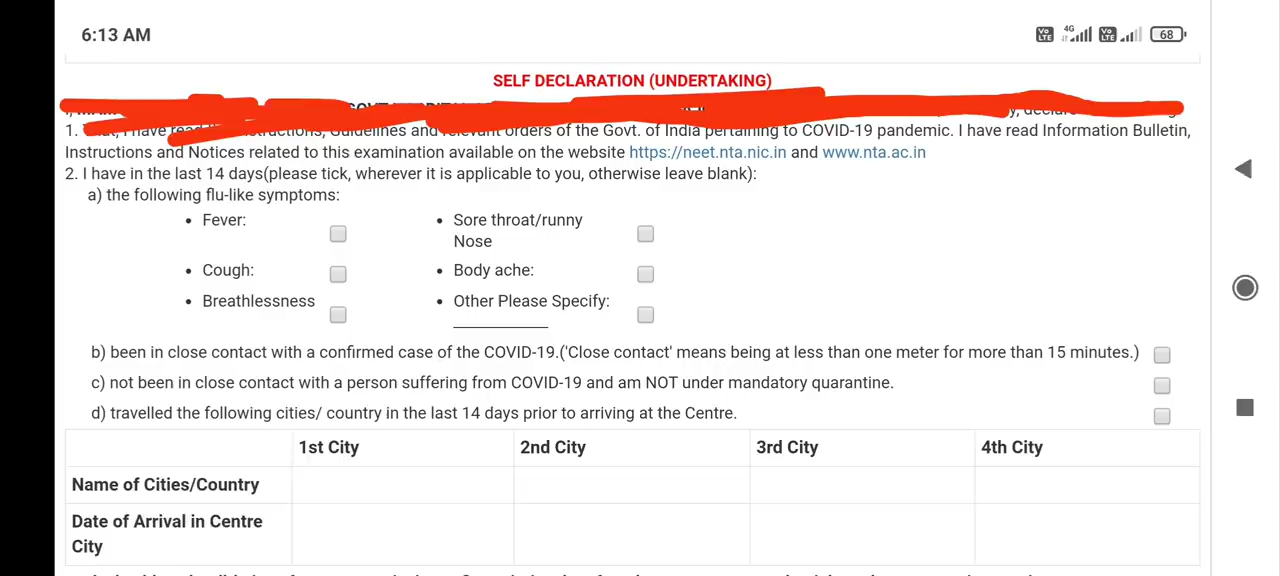 6:13 AM
4G
68
SELF DECLARATION (UNDERTAKING)
1. That, I have read Instructions, Guidelines and relevant orders of the Govt. of India pertaining to COVID-19 pandemic. I have read Information Bulletin,
Instructions and Notices related to this examination available on the website https://neet.nta.nic.in and www.nta.ac.in
2. I have in the last 14 days(please tick, wherever it is applicable to you, otherwise leave blank):
a) the following flu-like symptoms:
• Fever:
• Sore throat/runny
Nose
• Cough:
• Body ache:
• Breathlessness
• Other Please Specify:
b) been in close contact with a confirmed case of the COVID-19.('Close contact' means being at less than one meter for more than 15 minutes.)
c) not been in close contact with a person suffering from COVID-19 and am NOT under mandatory quarantine.
d) travelled the following cities/ country in the last 14 days prior to arriving at the Centre.
1st City 2nd City 3rd City 4th City
Name of Cities/Country
Date of Arrival in Centre
City